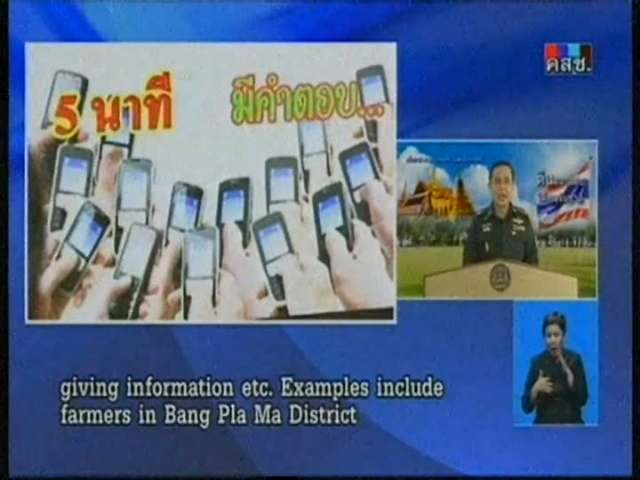 คสช.
5 นาที
มีคำตอบ...
giving information etc. Examples include
farmers in Bang Pla Ma District